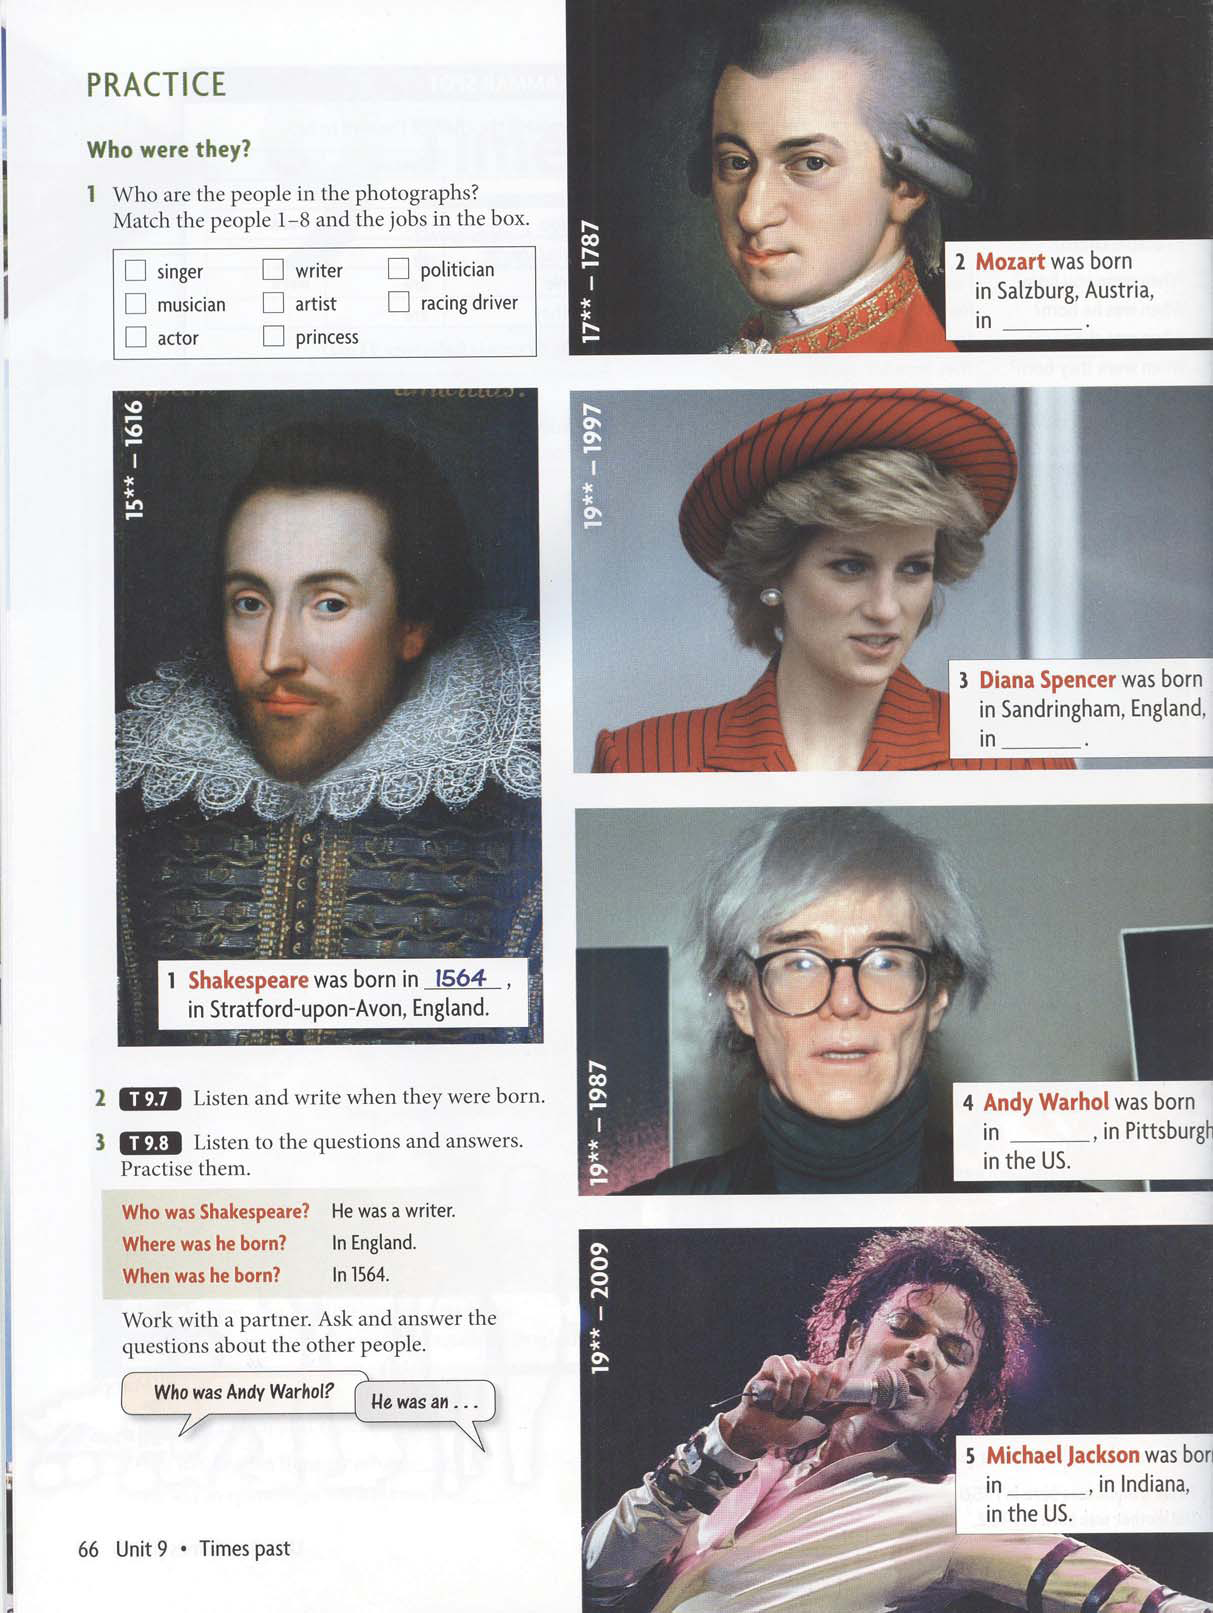 PRACTICE
Who were they?
1 Who are the people in the photographs?
Match the people 1–8 and the jobs in the box.
singer writer politician
musician artist racing driver
actor princess
15** – 1616
1 Shakespeare was born in 1564 ,
in Stratford-upon-Avon, England.
2 T 9.7 Listen and write when they were born.
3 T 9.8 Listen to the questions and answers.
Practise them.
Who was Shakespeare? He was a writer.
Where was he born? In England.
When was he born? In 1564.
Work with a partner. Ask and answer the
questions about the other people.
Who was Andy Warhol?
He was an . . .
66 Unit 9 • Times past
17** – 1787
2 Mozart was born
in Salzburg, Austria,
in ________ .
19** – 1997
3 Diana Spencer was born
in Sandringham, England,
in ________ .
19** – 1987
4 Andy Warhol was born
in ________ , in Pittsburgh
in the US.
19** – 2009
5 Michael Jackson was bor
in ________ , in Indiana,
in the US.